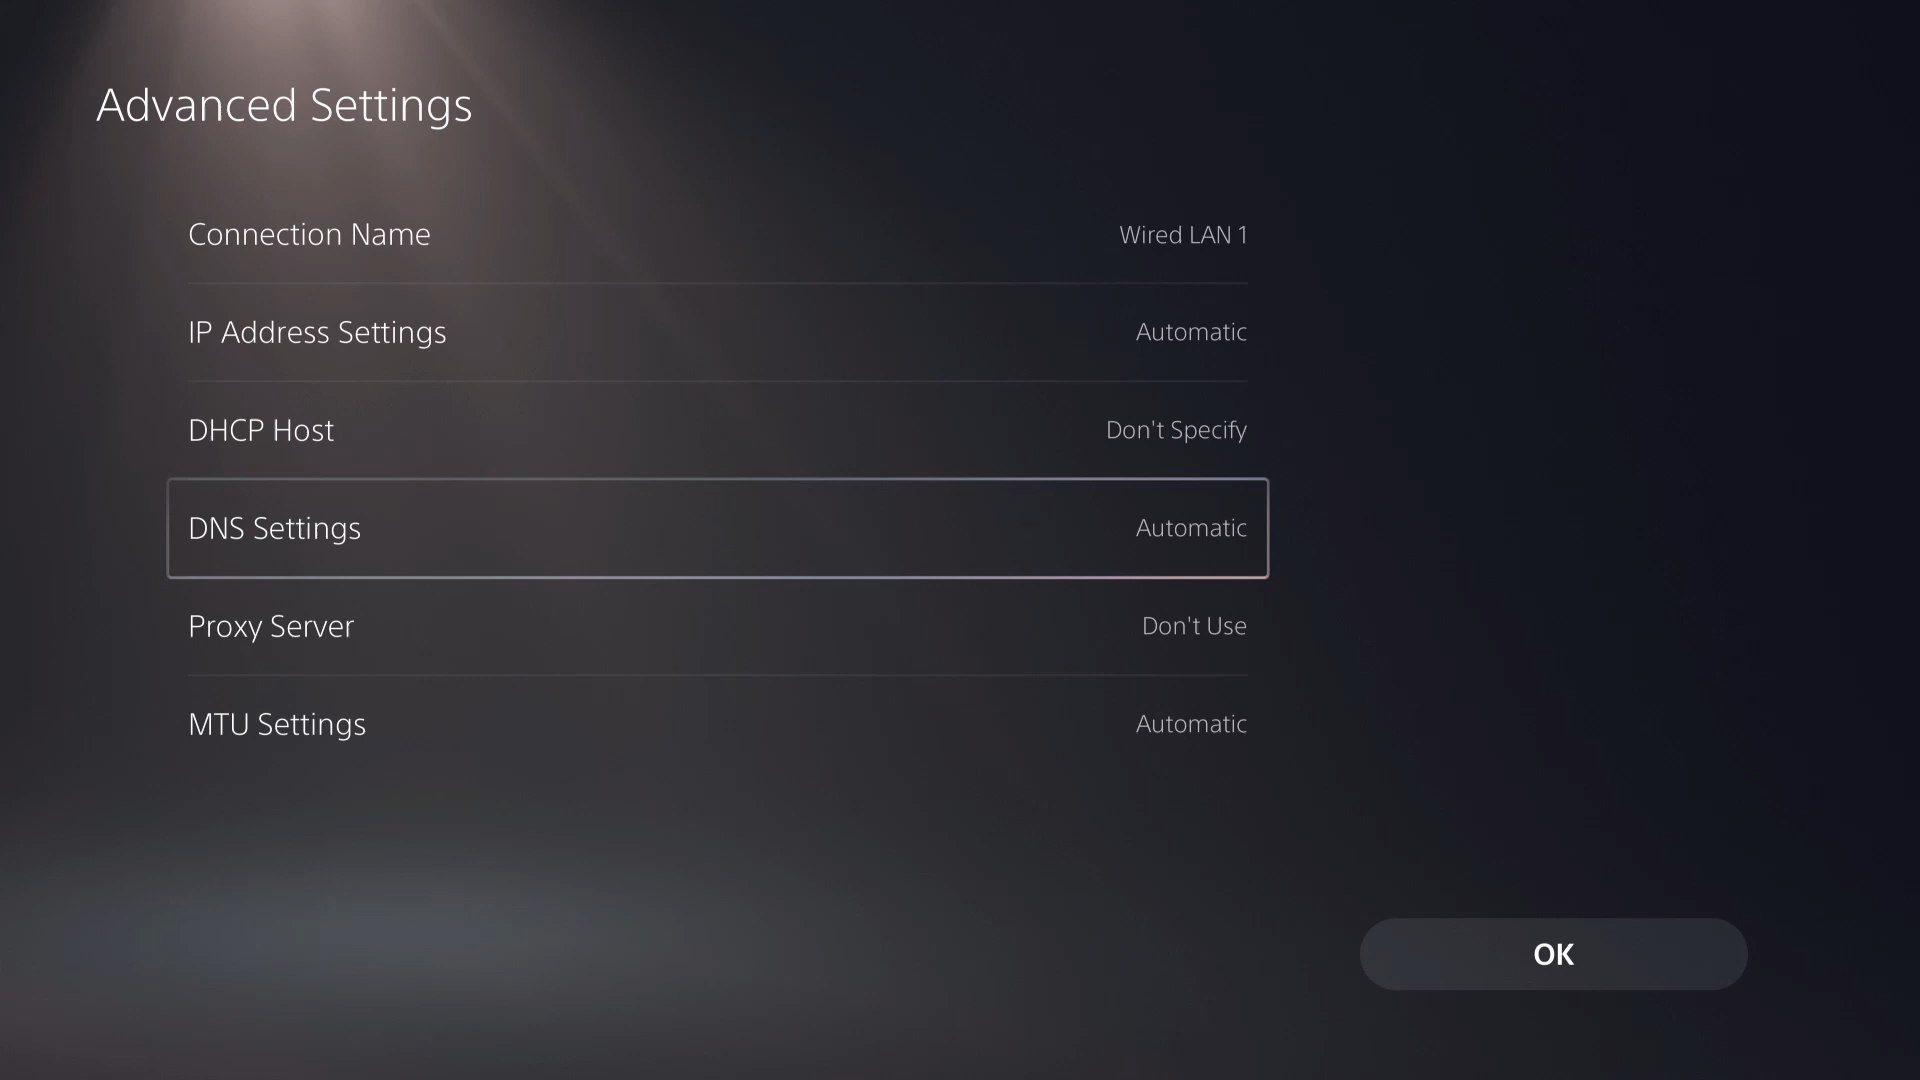 Advanced Settings
Connection Name Wired LAN 1
IP Address Settings Automatic
DHCP Host Don't Specify
DNS Settings Automatic
Proxy Server Don't Use
MTU Settings Automatic
OK